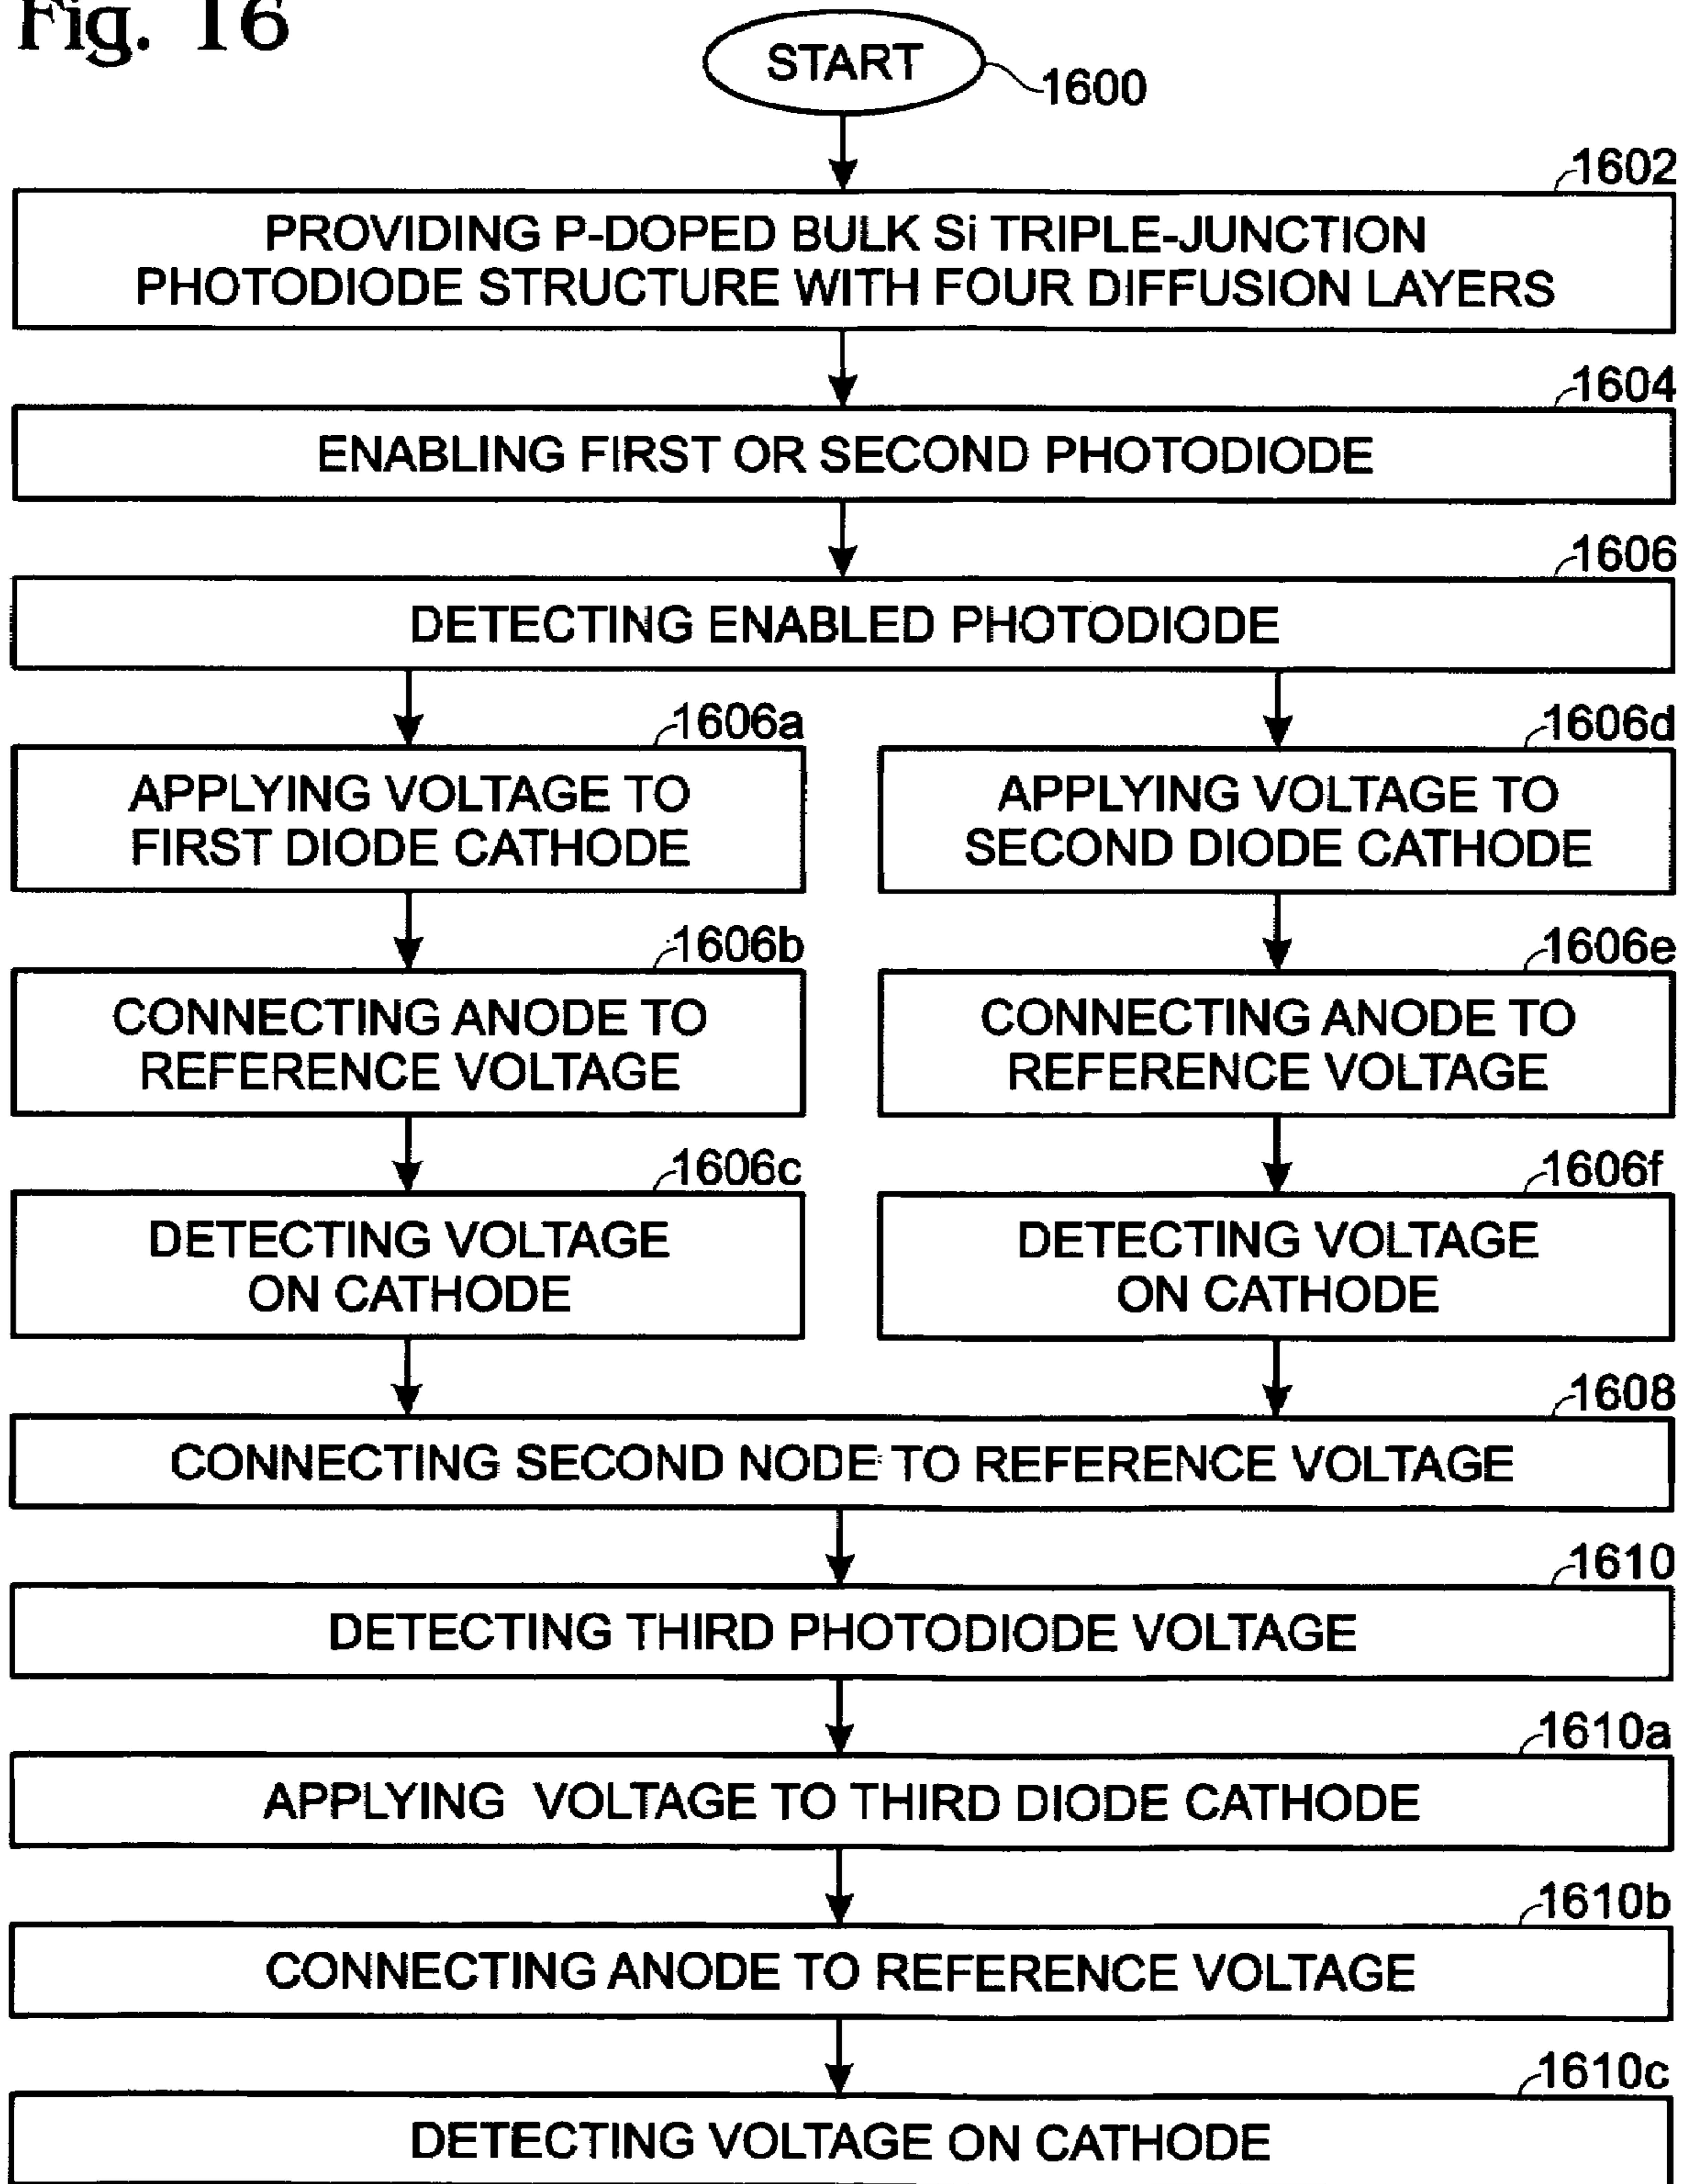 Fig. 16
START
1600
1602
PROVIDING P-DOPED BULK Si TRIPLE-JUNCTION
PHOTODIODE STRUCTURE WITH FOUR DIFFUSION LAYERS
1604
ENABLING FIRST OR SECOND PHOTODIODE
1606
DETECTING ENABLED PHOTODIODE
1606a
APPLYING VOLTAGE TO
FIRST DIODE CATHODE
1606d
APPLYING VOLTAGE TO
SECOND DIODE CATHODE
1606b
CONNECTING ANODE TO
REFERENCE VOLTAGE
1606e
CONNECTING ANODE TO
REFERENCE VOLTAGE
1606c
DETECTING VOLTAGE
ON CATHODE
1606f
DETECTING VOLTAGE
ON CATHODE
1608
CONNECTING SECOND NODE TO REFERENCE VOLTAGE
1610
DETECTING THIRD PHOTODIODE VOLTAGE
1610a
APPLYING VOLTAGE TO THIRD DIODE CATHODE
1610b
CONNECTING ANODE TO REFERENCE VOLTAGE
1610c
DETECTING VOLTAGE ON CATHODE